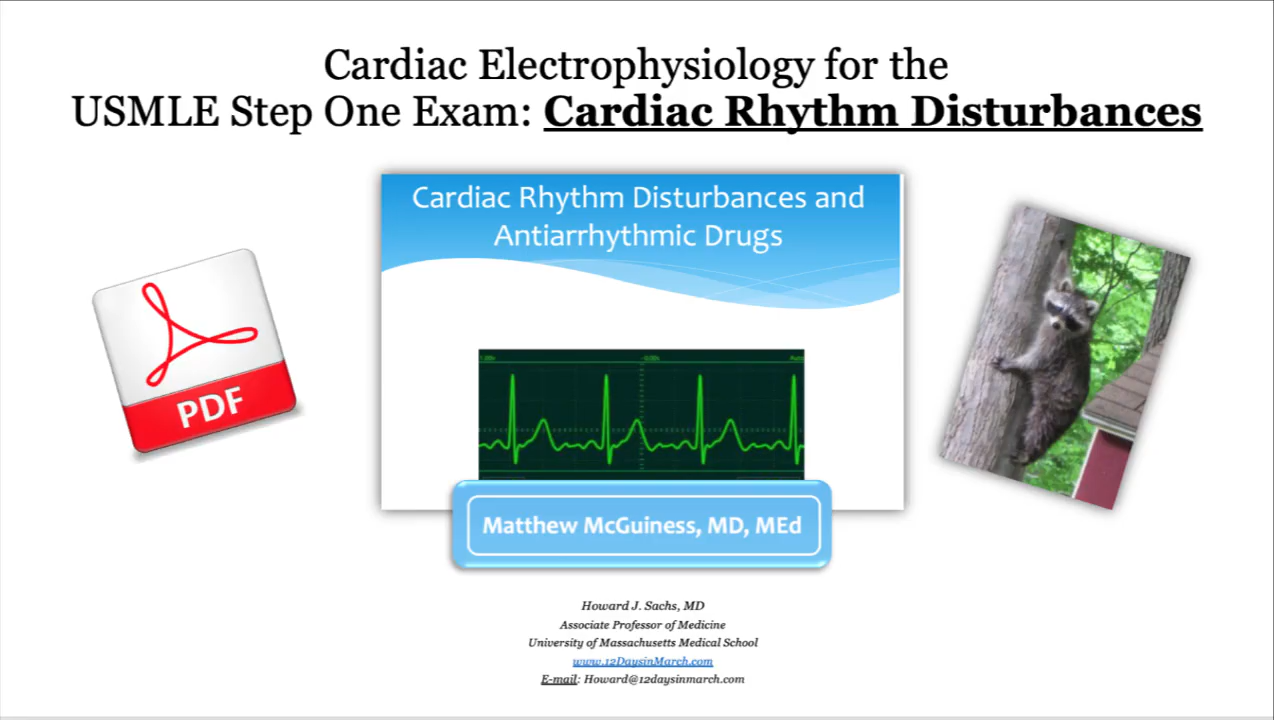 Cardiac Electrophysiology for the
USMLE Step One Exam: Cardiac Rhythm Disturbances
Cardiac Rhythm Disturbances and
Antiarrhythmic Drugs
PDF
Matthew McGuiness, MD, MEd
Howard J. Sachs, MD
Associate Professor of Medicine
University of Massachusetts Medical School
www.12DaysinMarch.com
E-mail: Howard@12daysinmarch.com